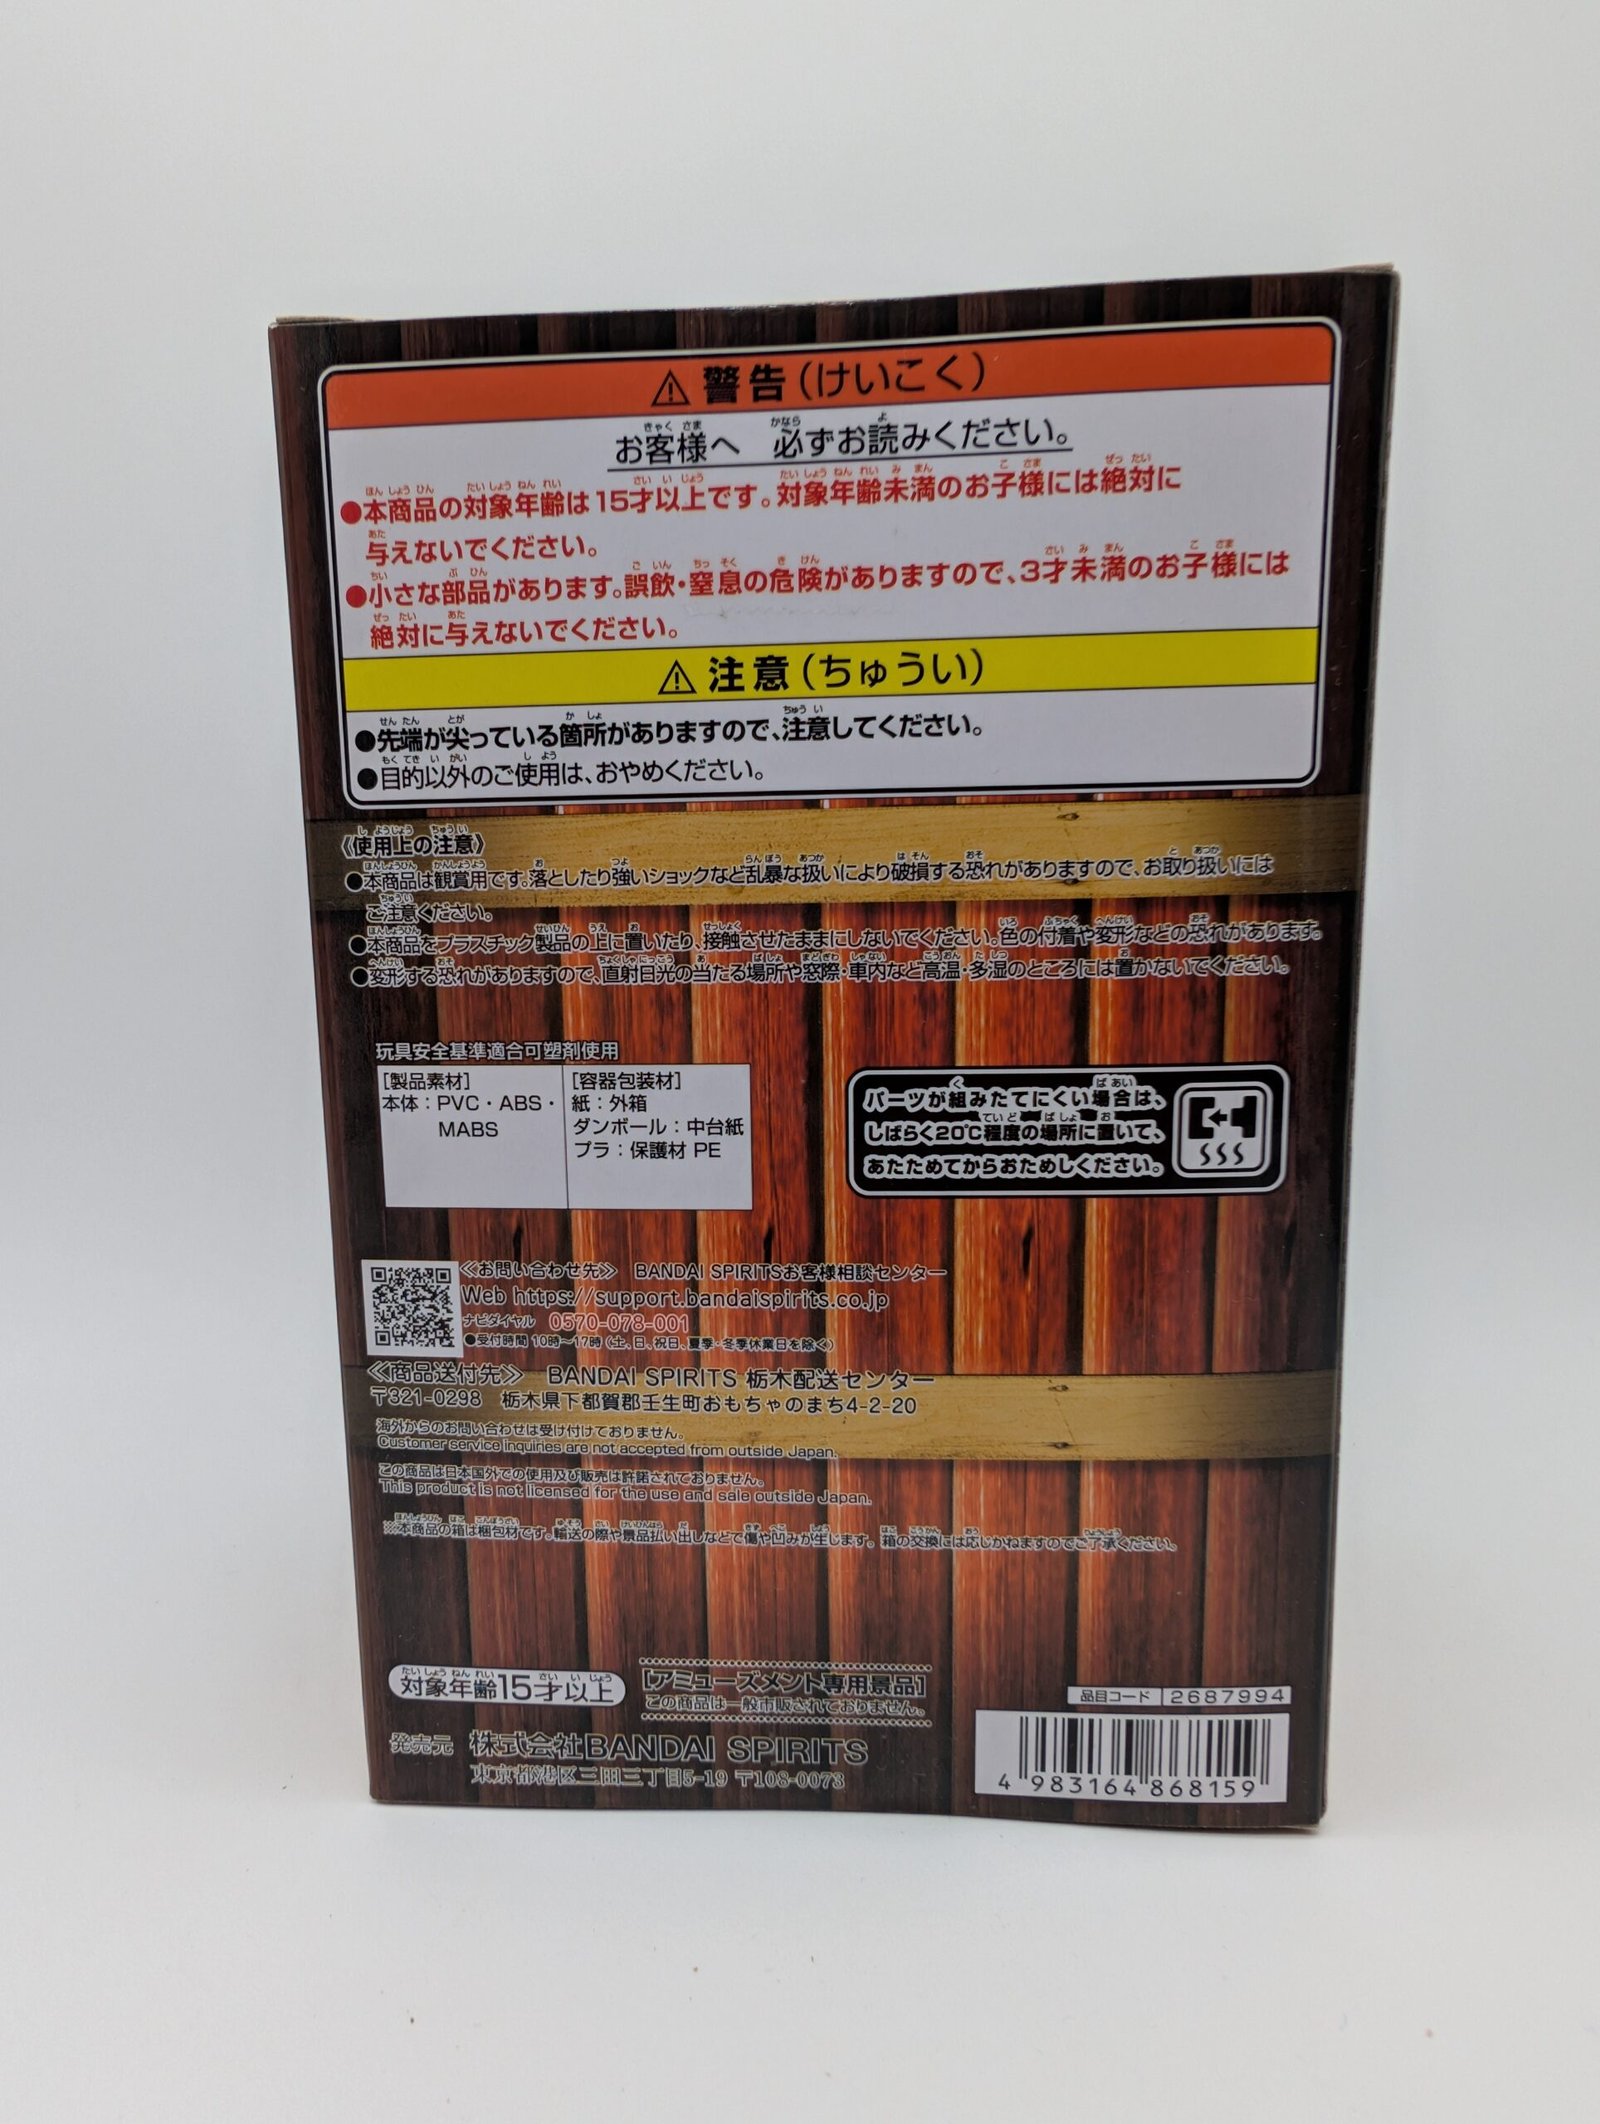 ⚠ 警告(けいこく)
お客様へ 必ずお読みください。
●本商品の対象年齢は15才以上です。対象年齢未満のお子様には絶対に
与えないでください。
●小さな部品があります。誤飲・窒息の危険がありますので、3才未満のお子様には
絶対に与えないでください。
⚠ 注意(ちゅうい)
●先端が尖っている箇所がありますので、注意してください。
●目的以外のご使用は、おやめください。
《使用上の注意》
●本商品は観賞用です。落としたり強いショックなど乱暴な扱いにより破損する恐れがありますので、お取り扱いには
ご注意ください。
●本商品をプラスチック製品の上に置いたり、接触させたままにしないでください。色の付着や変形などの恐れがあります。
●変形する恐れがありますので、直射日光の当たる場所や窓際・車内など高温・多湿のところには置かないでください。
玩具安全基準適合可塑剤使用
[製品素材]
本体:PVC・ABS・
MABS
[容器包装材]
紙:外箱
ダンボール:中台紙
プラ:保護材 PE
パーツが組みたてにくい場合は、
しばらく20℃程度の場所に置いて、
あたためてからおためしください。
≪お問い合わせ先≫ BANDAI SPIRITSお客様相談センター
Web https://support.bandaispirits.co.jp
ナビダイヤル 0570-078-001
●受付時間 10時～17時(土、日、祝日、夏季・冬季休業日を除く)
≪商品送付先≫ BANDAI SPIRITS 栃木配送センター
〒321-0298 栃木県下都賀郡壬生町おもちゃのまち4-2-20
海外からのお問い合わせは受け付けておりません。
Customer service inquiries are not accepted from outside Japan.
この商品は日本国外での使用及び販売は許諾されておりません。
This product is not licensed for the use and sale outside Japan.
※本商品の箱は梱包材です。輸送の際や景品払い出しなどで傷や凹みが生じます。箱の交換には応じかねますのでご了承ください。
対象年齢15才以上
[アミューズメント専用景品]
この商品は一般市販されておりません。
発売元 株式会社BANDAI SPIRITS
東京都港区三田三丁目5-19 〒108-0073
品目コード 2687994
4 983164 868159